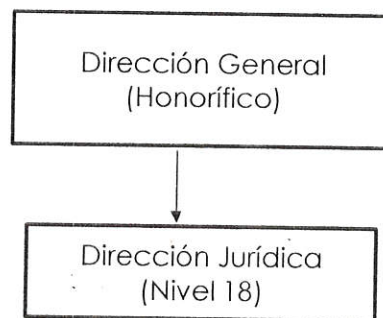 Dirección General
(Honorífico)
Dirección Jurídica
(Nivel 18)